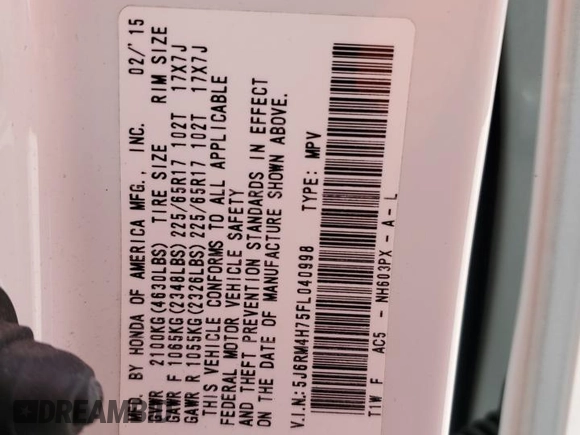 MFD. BY HONDA OF AMERICA MFG., INC. 02/'15
GVWR 2100KG(4630LBS) TIRE SIZE RIM SIZE
GAWR F 1065KG(2348LBS)225/65R17 102T 17X7J
GAWR R 1055KG(2326LBS)225/65R17 102T 17X7J
THIS VEHICLE CONFORMS TO ALL APPLICABLE
FEDERAL MOTOR VEHICLE SAFETY
AND THEFT PREVENTION STANDARDS IN EFFECT
ON THE DATE OF MANUFACTURE SHOWN ABOVE.
V.I.N.: 5J6RW4H75FL040998 TYPE: MPV
T1W F AC5 - NH603PX - A - L